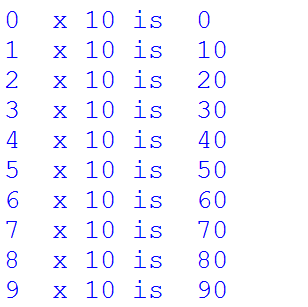 0  x 10 is  0
1  x 10 is  10
2  x 10 is  20
3  x 10 is  30
4  x 10 is  40
5  x 10 is  50
6  x 10 is  60
7  x 10 is  70
8  x 10 is  80
9  x 10 is  90